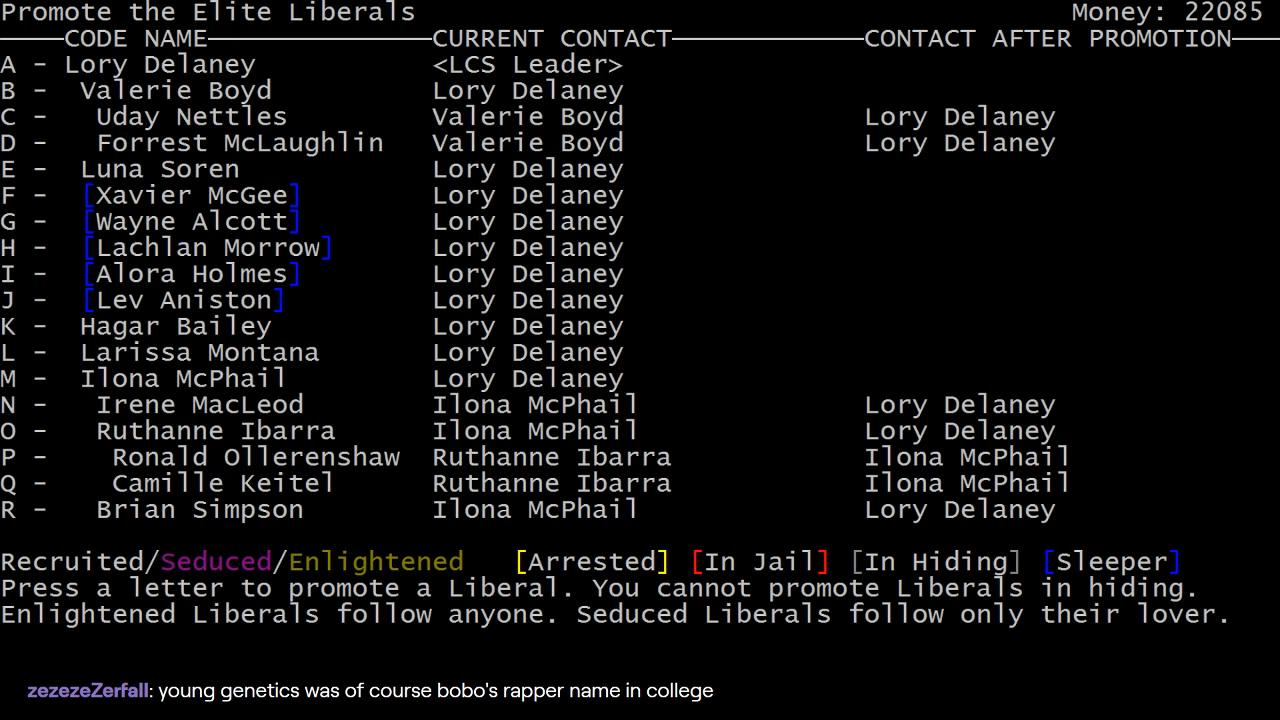 Promote the Elite Liberals Money: 22085
────CODE NAME──────────────CURRENT CONTACT────────────CONTACT AFTER PROMOTION───
A - Lory Delaney <LCS Leader>
B - Valerie Boyd Lory Delaney
C - Uday Nettles Valerie Boyd Lory Delaney
D - Forrest McLaughlin Valerie Boyd Lory Delaney
E - Luna Soren Lory Delaney
F - [Xavier McGee] Lory Delaney
G - [Wayne Alcott] Lory Delaney
H - [Lachlan Morrow] Lory Delaney
I - [Alora Holmes] Lory Delaney
J - [Lev Aniston] Lory Delaney
K - Hagar Bailey Lory Delaney
L - Larissa Montana Lory Delaney
M - Ilona McPhail Lory Delaney
N - Irene MacLeod Ilona McPhail Lory Delaney
O - Ruthanne Ibarra Ilona McPhail Lory Delaney
P - Ronald Ollerenshaw Ruthanne Ibarra Ilona McPhail
Q - Camille Keitel Ruthanne Ibarra Ilona McPhail
R - Brian Simpson Ilona McPhail Lory Delaney
Recruited/Seduced/Enlightened [Arrested] [In Jail] [In Hiding] [Sleeper]
Press a letter to promote a Liberal. You cannot promote Liberals in hiding.
Enlightened Liberals follow anyone. Seduced Liberals follow only their lover.
zezezeZerfall: young genetics was of course bobo's rapper name in college